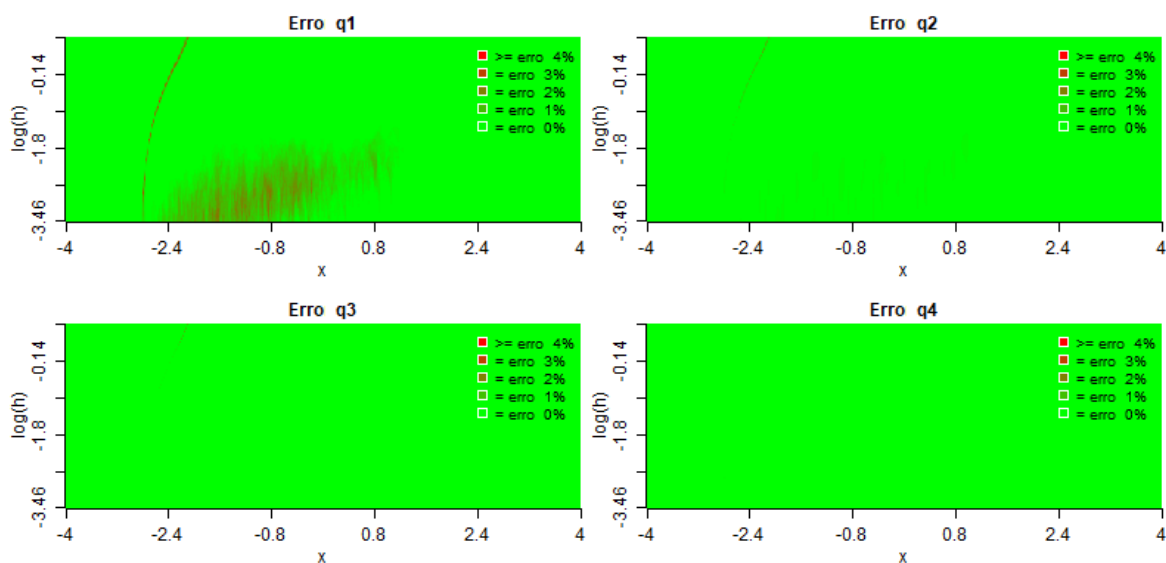 Erro q1
>= erro 4%
= erro 3%
= erro 2%
= erro 1%
= erro 0%
log(h)
-0.14
-1.8
-3.46
-4
-2.4
-0.8
0.8
2.4
4
x
Erro q2
>= erro 4%
= erro 3%
= erro 2%
= erro 1%
= erro 0%
log(h)
-0.14
-1.8
-3.46
-4
-2.4
-0.8
0.8
2.4
4
x
Erro q3
>= erro 4%
= erro 3%
= erro 2%
= erro 1%
= erro 0%
log(h)
-0.14
-1.8
-3.46
-4
-2.4
-0.8
0.8
2.4
4
x
Erro q4
>= erro 4%
= erro 3%
= erro 2%
= erro 1%
= erro 0%
log(h)
-0.14
-1.8
-3.46
-4
-2.4
-0.8
0.8
2.4
4
x